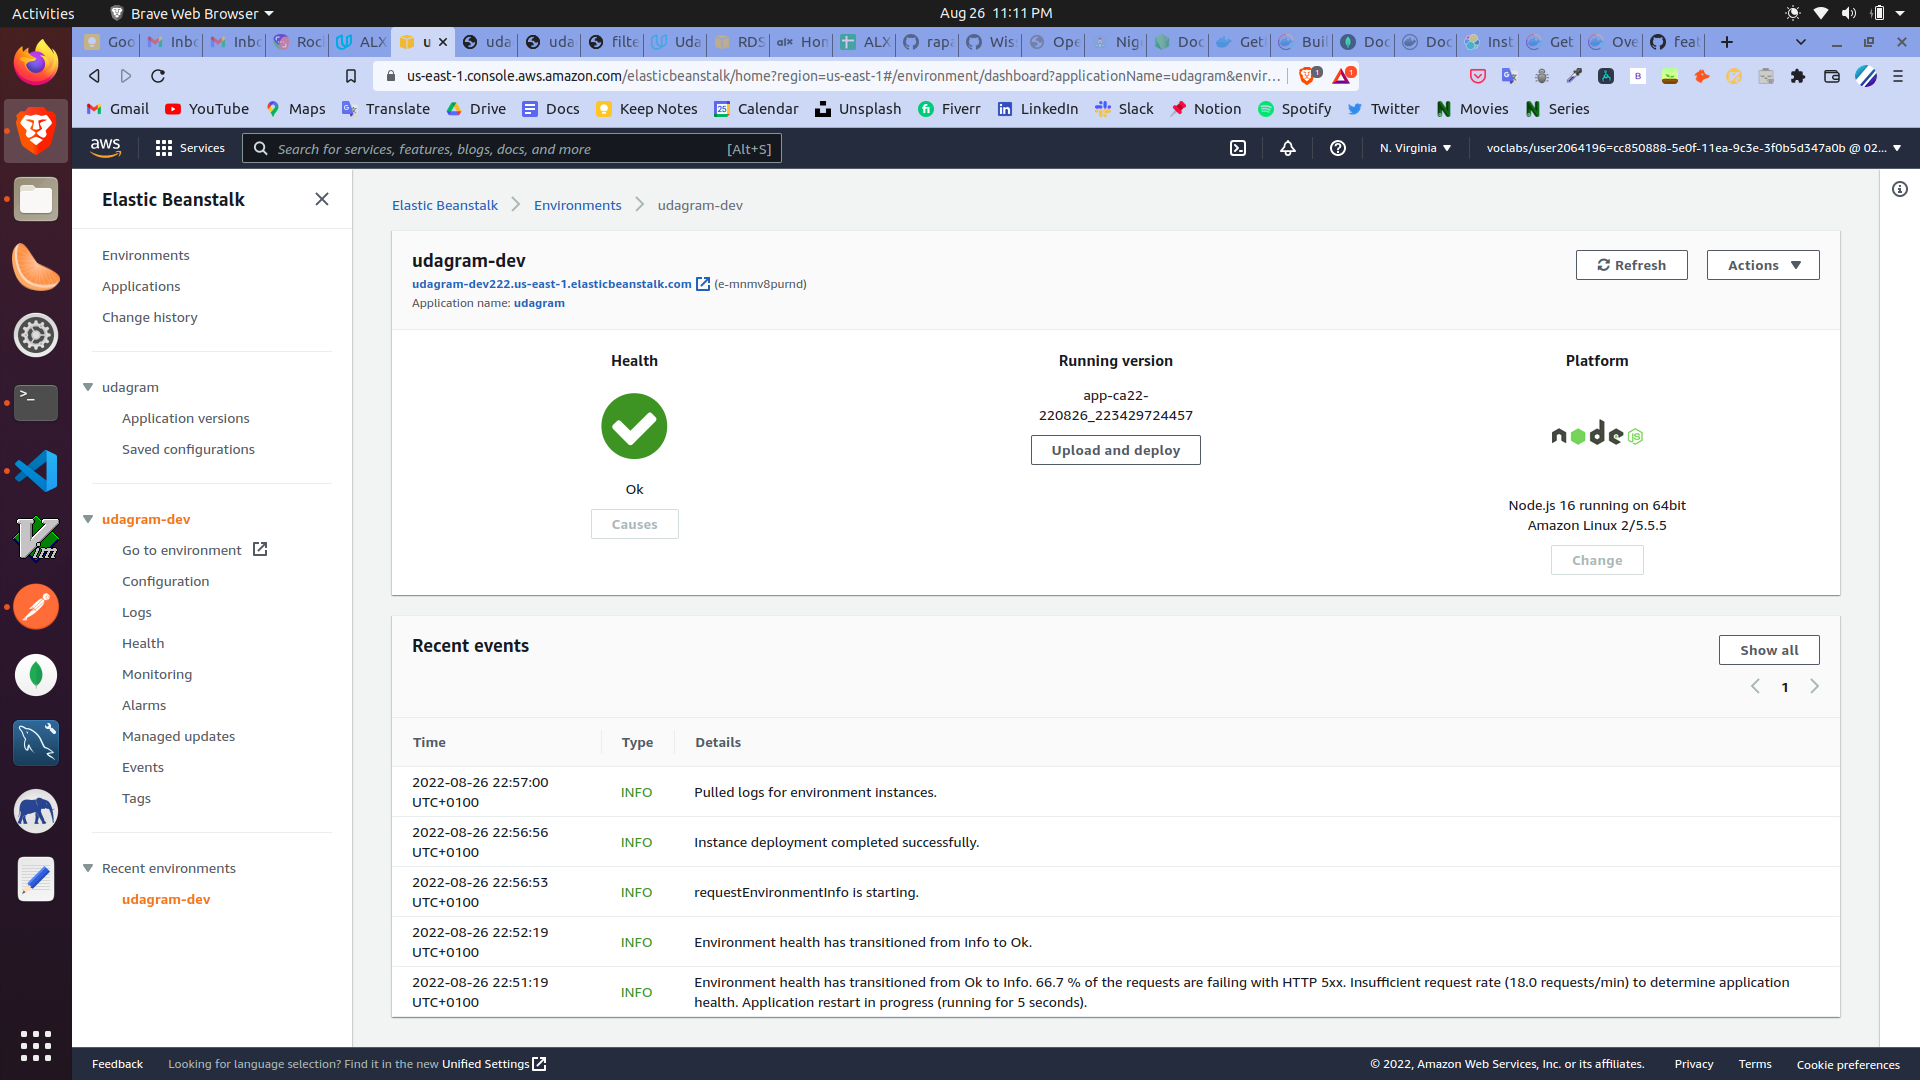 Activities
Brave Web Browser
Aug 26 11:11 PM
Goo
Inbo
Inbo
Rocl
ALX
u
uda
uda
filte
Uda
RDS
Hon
ALX
rapa
Wis
Ope
Nig
Doc
Get
Buil
Doc
Doc
Inst
Get
Ove
feat
us-east-1.console.aws.amazon.com/elasticbeanstalk/home?region=us-east-1#/environment/dashboard?applicationName=udagram&envir...
1
1
Gmail
YouTube
Maps
Translate
Drive
Docs
Keep Notes
Calendar
Unsplash
Fiverr
LinkedIn
Slack
Notion
Spotify
Twitter
Movies
Series
aws
Services
Search for services, features, blogs, docs, and more
[Alt+S]
N. Virginia
voclabs/user2064196=cc850888-5e0f-11ea-9c3e-3f0b5d347a0b @ 02...
Elastic Beanstalk
Environments
Applications
Change history
udagram
Application versions
Saved configurations
udagram-dev
Go to environment
Configuration
Logs
Health
Monitoring
Alarms
Managed updates
Events
Tags
Recent environments
udagram-dev
Elastic Beanstalk
Environments
udagram-dev
udagram-dev
udagram-dev222.us-east-1.elasticbeanstalk.com (e-mnmv8purnd)
Application name: udagram
Refresh
Actions
Health
Ok
Causes
Running version
app-ca22-
220826_223429724457
Upload and deploy
Platform
node JS
Node.js 16 running on 64bit
Amazon Linux 2/5.5.5
Change
Recent events
Show all
1
Time
Type
Details
2022-08-26 22:57:00
UTC+0100
INFO
Pulled logs for environment instances.
2022-08-26 22:56:56
UTC+0100
INFO
Instance deployment completed successfully.
2022-08-26 22:56:53
UTC+0100
INFO
requestEnvironmentInfo is starting.
2022-08-26 22:52:19
UTC+0100
INFO
Environment health has transitioned from Info to Ok.
2022-08-26 22:51:19
UTC+0100
INFO
Environment health has transitioned from Ok to Info. 66.7 % of the requests are failing with HTTP 5xx. Insufficient request rate (18.0 requests/min) to determine application
health. Application restart in progress (running for 5 seconds).
Feedback
Looking for language selection? Find it in the new Unified Settings
© 2022, Amazon Web Services, Inc. or its affiliates.
Privacy
Terms
Cookie preferences